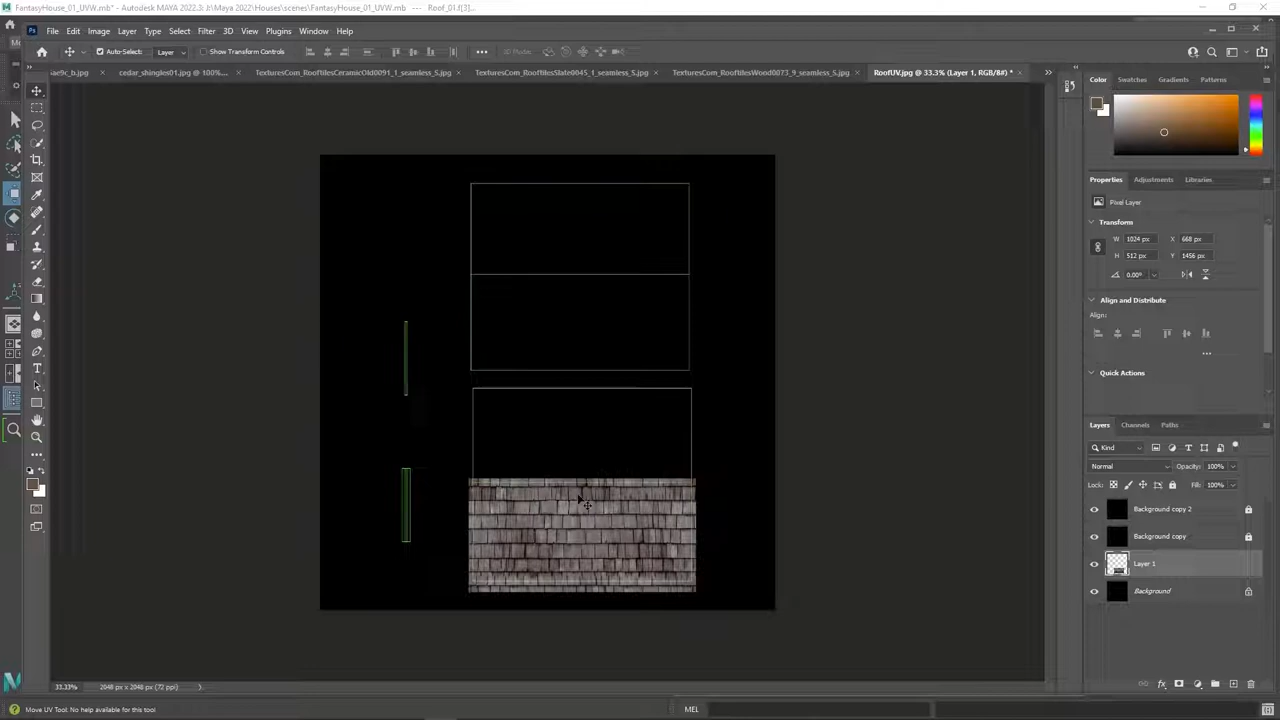 FantasyHouse_01_UVW.mb* - Autodesk MAYA 2022.3: J:\Maya 2022\Houses\scenes\FantasyHouse_01_UVW.mb --- Roof_01.f[3]...
File Edit Image Layer Type Select Filter 3D View Plugins Window Help
Auto-Select: Layer Show Transform Controls 3D Mode:
ae9c_b.jpg cedar_shingles01.jpg @ 100%... TexturesCom_RooftilesCeramicOld0091_1_seamless_S.jpg TexturesCom_RooftilesSlate0045_1_seamless_S.jpg TexturesCom_RooftilesWood0073_9_seamless_S.jpg RoofUV.jpg @ 33.3% (Layer 1, RGB/8#) *
Color Swatches Gradients Patterns
Properties Adjustments Libraries
Pixel Layer
Transform
W 1024 px X 668 px
H 512 px Y 1456 px
0.00°
Align and Distribute
Align:
Quick Actions
Layers Channels Paths
Kind
Normal Opacity: 100%
Lock: Fill: 100%
Background copy 2
Background copy
Layer 1
Background
33.33% 2048 px x 2048 px (72 ppi)
Move UV Tool: No help available for this tool MEL